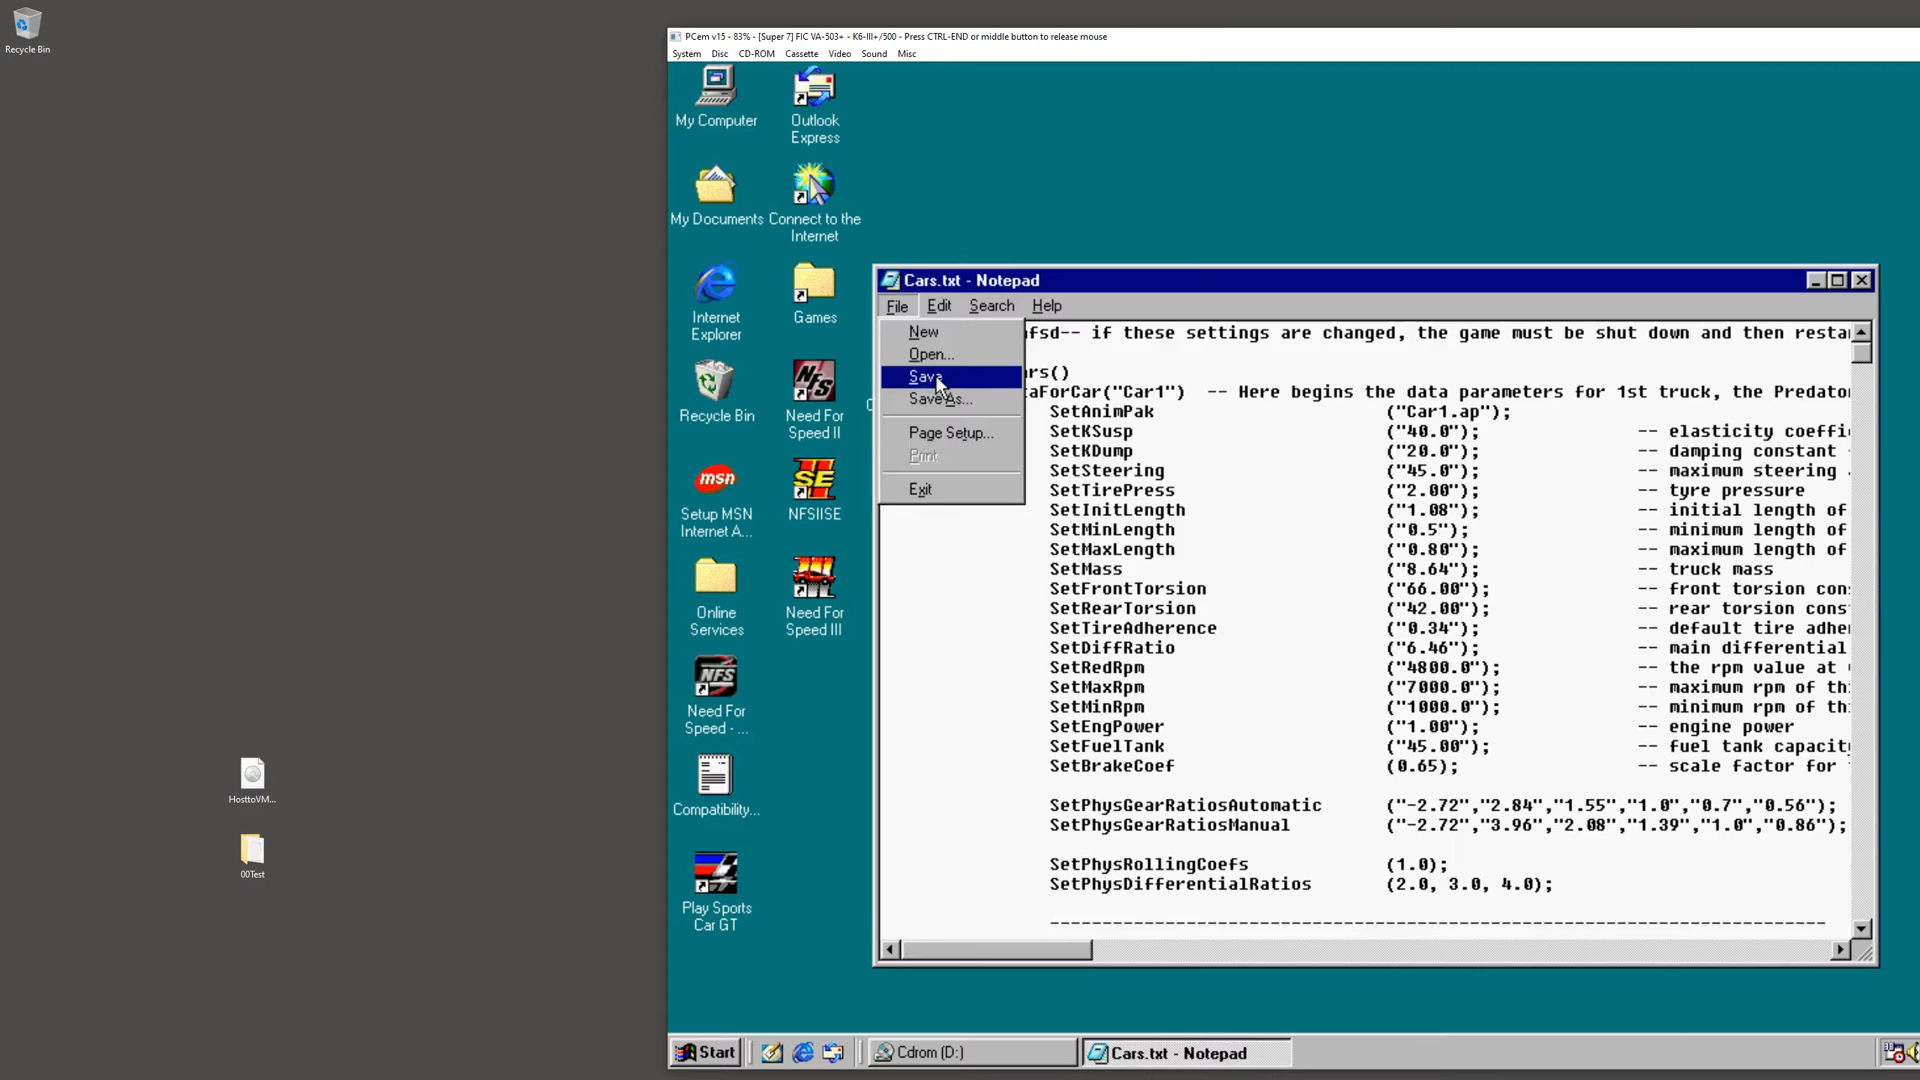 Recycle Bin
HosttoVM...
00Test
PCem v15 - 83% - [Super 7] FIC VA-503+ - K6-III+/500 - Press CTRL-END or middle button to release mouse
System Disc CD-ROM Cassette Video Sound Misc
My Computer
Outlook
Express
My Documents
Connect to the
Internet
Internet
Explorer
Games
Recycle Bin
Need For
Speed II
msn
Setup MSN
Internet A...
SE
NFSIISE
Online
Services
III
Need For
Speed III
NFS
Need For
Speed - ...
Compatibility...
Play Sports
Car GT
Cars.txt - Notepad
File Edit Search Help
New
Open...
Save
Save As...
Page Setup...
Print
Exit
nfsd-- if these settings are changed, the game must be shut down and then resta
rs()
aForCar("Car1") -- Here begins the data parameters for 1st truck, the Predato
SetAnimPak ("Car1.ap");
SetKSusp ("40.0"); -- elasticity coeffi
SetKDump ("20.0"); -- damping constant
SetSteering ("45.0"); -- maximum steering
SetTirePress ("2.00"); -- tyre pressure
SetInitLength ("1.08"); -- initial length of
SetMinLength ("0.5"); -- minimum length of
SetMaxLength ("0.80"); -- maximum length of
SetMass ("8.64"); -- truck mass
SetFrontTorsion ("66.00"); -- front torsion con
SetRearTorsion ("42.00"); -- rear torsion cons
SetTireAdherence ("0.34"); -- default tire adhe
SetDiffRatio ("6.46"); -- main differential
SetRedRpm ("4800.0"); -- the rpm value at
SetMaxRpm ("7000.0"); -- maximum rpm of th
SetMinRpm ("1000.0"); -- minimum rpm of th
SetEngPower ("1.00"); -- engine power
SetFuelTank ("45.00"); -- fuel tank capacit
SetBrakeCoef (0.65); -- scale factor for
SetPhysGearRatiosAutomatic ("-2.72","2.84","1.55","1.0","0.7","0.56");
SetPhysGearRatiosManual ("-2.72","3.96","2.08","1.39","1.0","0.86");
SetPhysRollingCoefs (1.0);
SetPhysDifferentialRatios (2.0, 3.0, 4.0);
Start
Cdrom (D:)
Cars.txt - Notepad